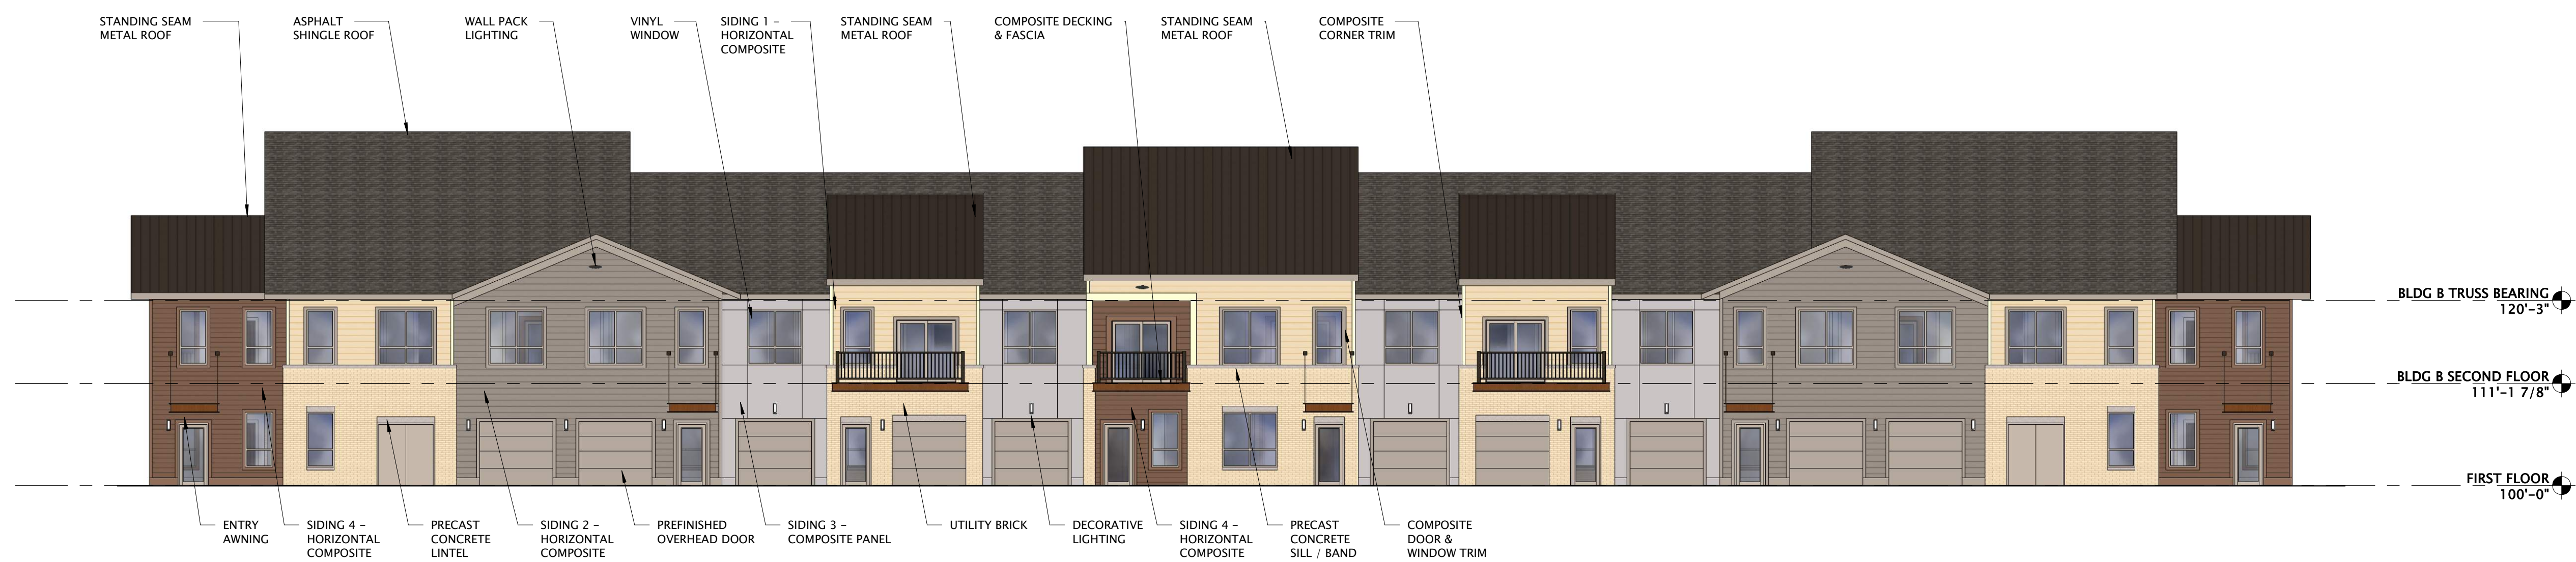 STANDING SEAM
METAL ROOF
ASPHALT
SHINGLE ROOF
WALL PACK
LIGHTING
VINYL
WINDOW
SIDING 1 -
HORIZONTAL
COMPOSITE
STANDING SEAM
METAL ROOF
COMPOSITE DECKING
& FASCIA
STANDING SEAM
METAL ROOF
COMPOSITE
CORNER TRIM
BLDG B TRUSS BEARING
120'-3"
BLDG B SECOND FLOOR
111'-1 7/8"
FIRST FLOOR
100'-0"
ENTRY
AWNING
SIDING 4 -
HORIZONTAL
COMPOSITE
PRECAST
CONCRETE
LINTEL
SIDING 2 -
HORIZONTAL
COMPOSITE
PREFINISHED
OVERHEAD DOOR
SIDING 3 -
COMPOSITE PANEL
UTILITY BRICK
DECORATIVE
LIGHTING
SIDING 4 -
HORIZONTAL
COMPOSITE
PRECAST
CONCRETE
SILL / BAND
COMPOSITE
DOOR &
WINDOW TRIM